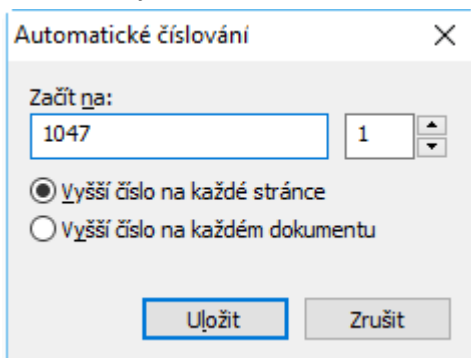 Automatické číslování
Začít na:
1047 1
Vyšší číslo na každé stránce
Vyšší číslo na každém dokumentu
Uložit Zrušit